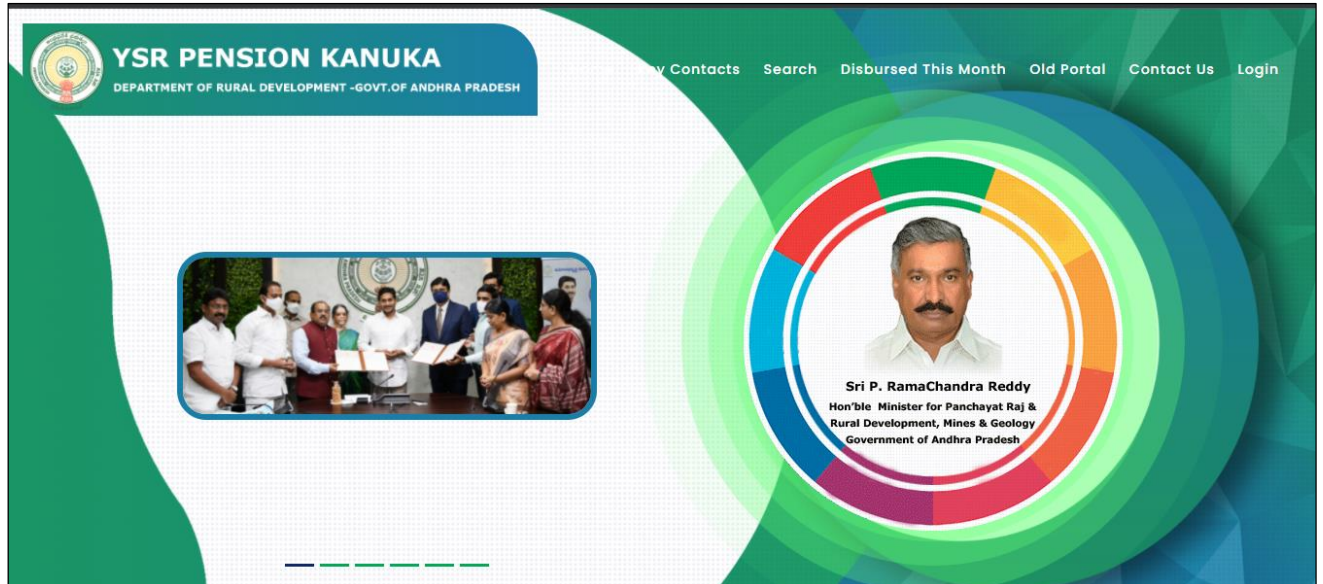 YSR PENSION KANUKA
DEPARTMENT OF RURAL DEVELOPMENT -GOVT.OF ANDHRA PRADESH
Contacts Search Disbursed This Month Old Portal Contact Us Login
Sri P. RamaChandra Reddy
Hon'ble Minister for Panchayat Raj &
Rural Development, Mines & Geology
Government of Andhra Pradesh